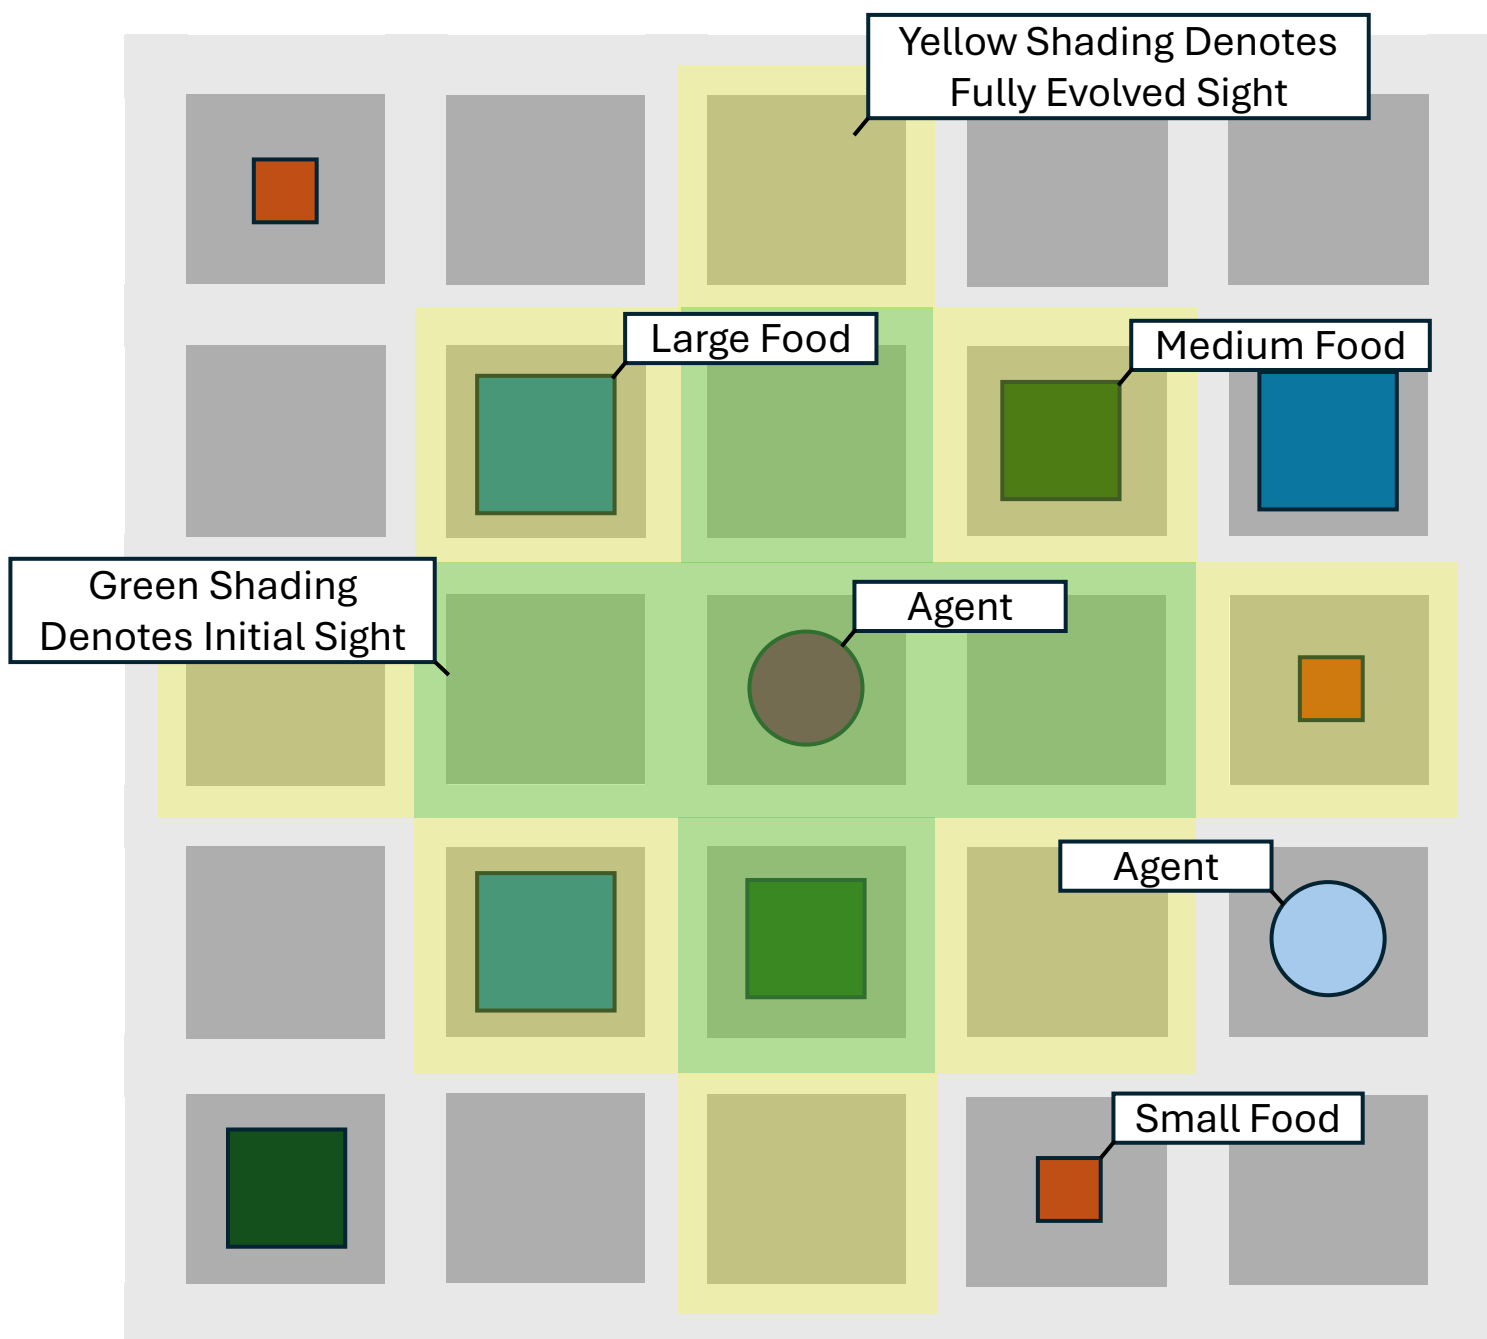 Yellow Shading Denotes
Fully Evolved Sight
Large Food
Medium Food
Green Shading
Denotes Initial Sight
Agent
Agent
Small Food